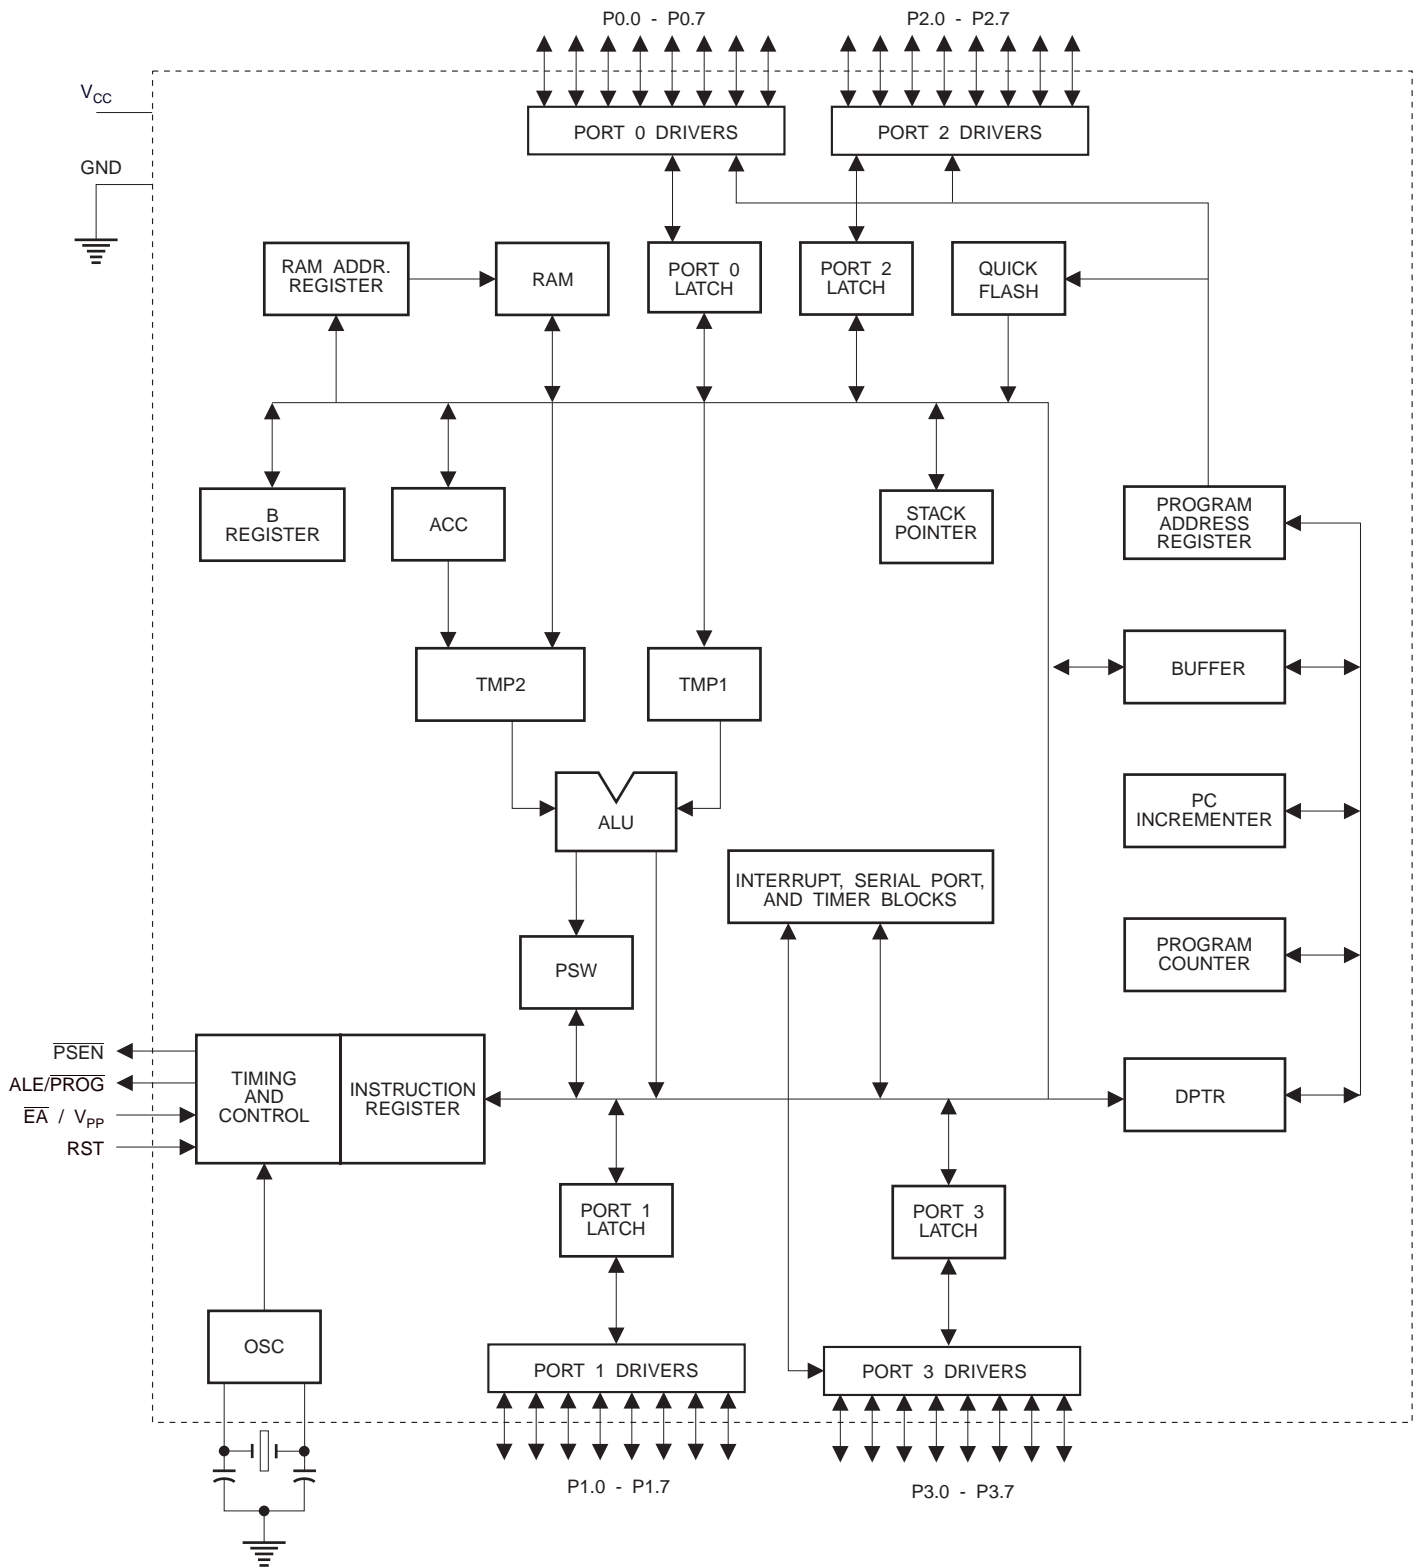 P0.0 - P0.7
P2.0 - P2.7
VCC
GND
PORT 0 DRIVERS
PORT 2 DRIVERS
RAM ADDR.
REGISTER
RAM
PORT 0
LATCH
PORT 2
LATCH
QUICK
FLASH
B
REGISTER
ACC
STACK
POINTER
PROGRAM
ADDRESS
REGISTER
TMP2
TMP1
BUFFER
ALU
PC
INCREMENTER
INTERRUPT, SERIAL PORT,
AND TIMER BLOCKS
PSW
PROGRAM
COUNTER
PSEN
ALE/PROG
EA / VPP
RST
TIMING
AND
CONTROL
INSTRUCTION
REGISTER
DPTR
PORT 1
LATCH
PORT 3
LATCH
OSC
PORT 1 DRIVERS
PORT 3 DRIVERS
P1.0 - P1.7
P3.0 - P3.7